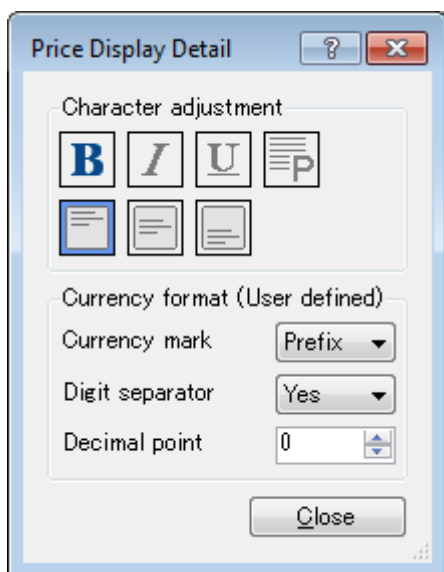 Price Display Detail ?
Character adjustment
B I U P
Currency format (User defined)
Currency mark Prefix
Digit separator Yes
Decimal point 0
Close